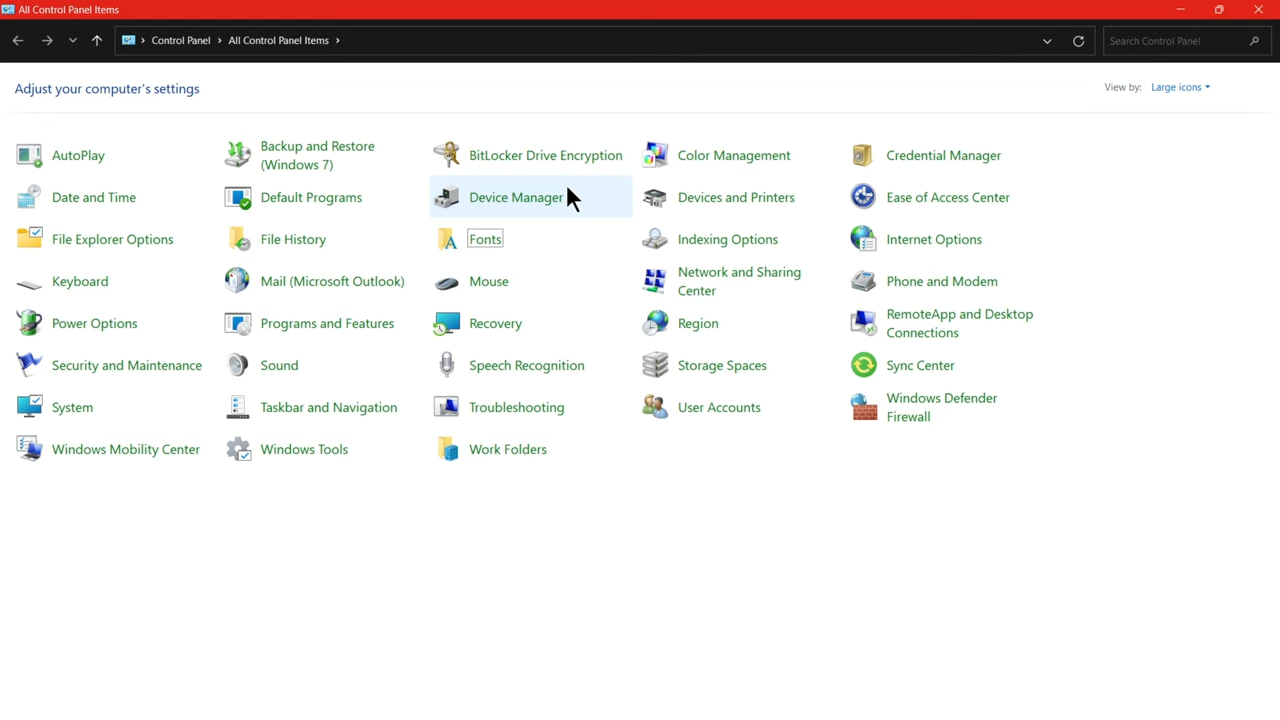 All Control Panel Items
Control Panel > All Control Panel Items >
Search Control Panel
Adjust your computer's settings
View by: Large icons
AutoPlay
Backup and Restore
(Windows 7)
BitLocker Drive Encryption
Color Management
Credential Manager
Date and Time
Default Programs
Device Manager
Devices and Printers
Ease of Access Center
File Explorer Options
File History
Fonts
Indexing Options
Internet Options
Keyboard
Mail (Microsoft Outlook)
Mouse
Network and Sharing
Center
Phone and Modem
Power Options
Programs and Features
Recovery
Region
RemoteApp and Desktop
Connections
Security and Maintenance
Sound
Speech Recognition
Storage Spaces
Sync Center
System
Taskbar and Navigation
Troubleshooting
User Accounts
Windows Defender
Firewall
Windows Mobility Center
Windows Tools
Work Folders